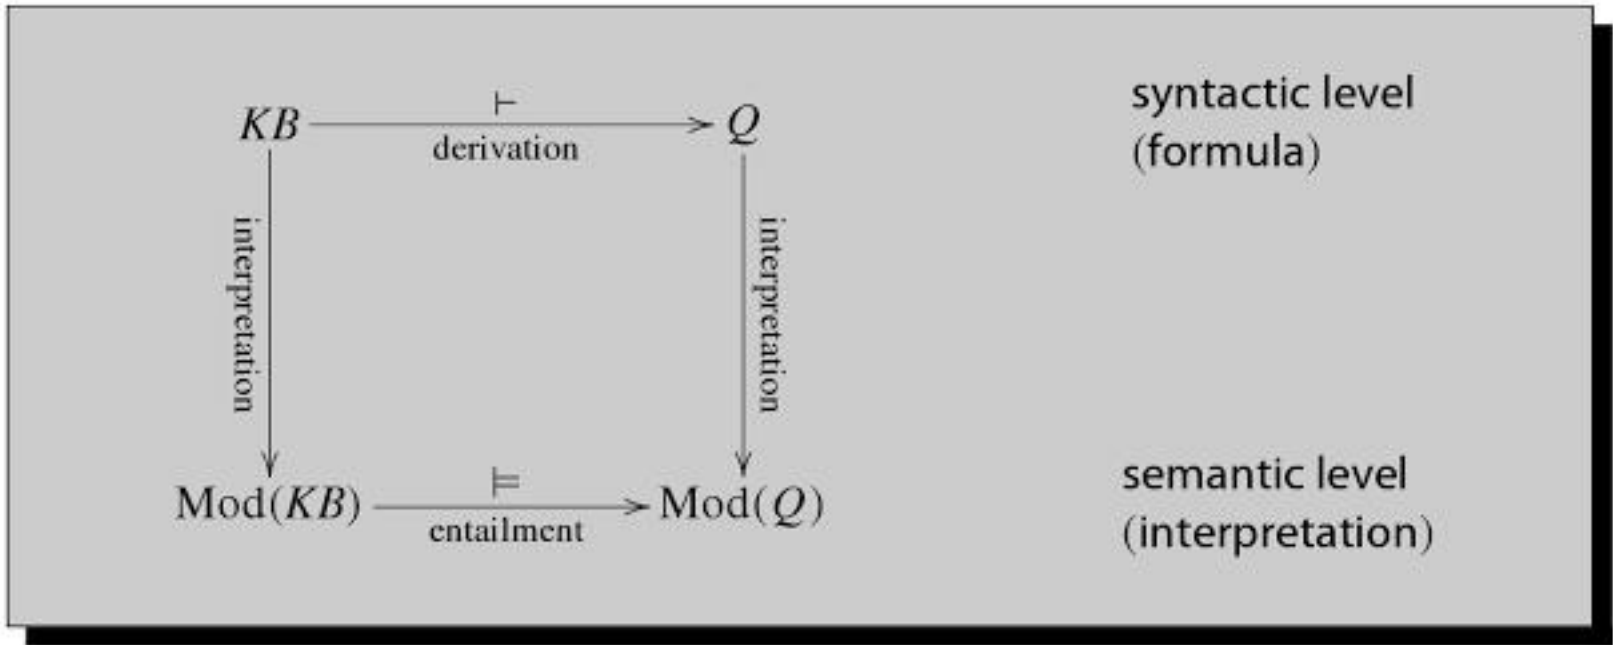 ⊢
KB
Q
derivation
syntactic level
(formula)
interpretation
interpretation
⊨
Mod(KB)
Mod(Q)
entailment
semantic level
(interpretation)